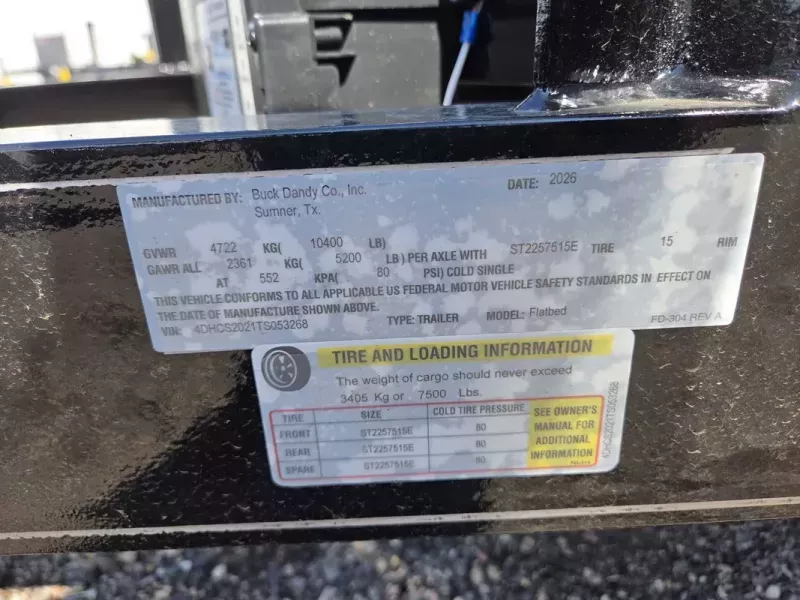 MANUFACTURED BY: Buck Dandy Co., Inc. DATE: 2026
Sumner, Tx.
GVWR 4722 KG( 10400 LB)
GAWR ALL 2361 KG( 5200 LB) PER AXLE WITH ST2257515E TIRE 15 RIM
AT 552 KPA( 80 PSI) COLD SINGLE
THIS VEHICLE CONFORMS TO ALL APPLICABLE US FEDERAL MOTOR VEHICLE SAFETY STANDARDS IN EFFECT ON
THE DATE OF MANUFACTURE SHOWN ABOVE.
VIN: 4DHCS2021TS053268 TYPE: TRAILER MODEL: Flatbed FD-304 REV A
TIRE AND LOADING INFORMATION
The weight of cargo should never exceed
3405 Kg or 7500 Lbs.
TIRE SIZE COLD TIRE PRESSURE SEE OWNER'S
FRONT ST2257515E 80 MANUAL FOR
REAR ST2257515E 80 ADDITIONAL
SPARE ST2257515E 80 INFORMATION
4DHCS2021TS053268